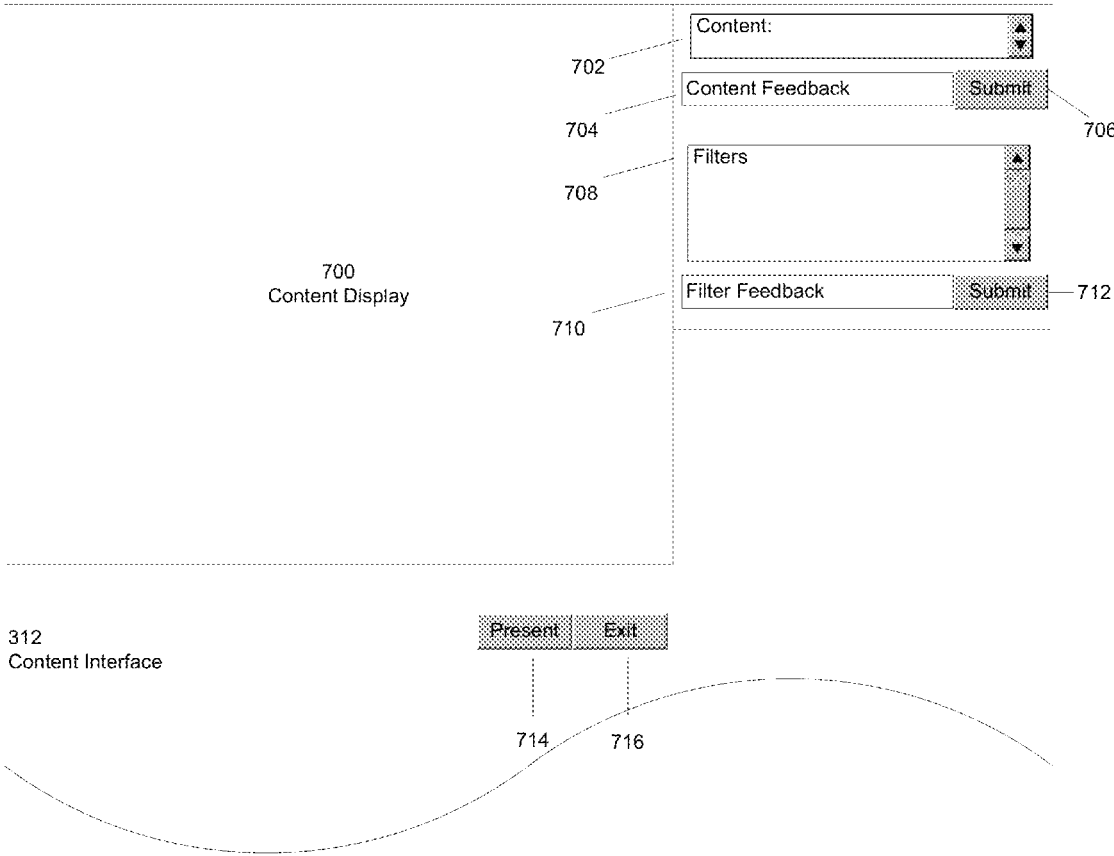 Content:
702
Content Feedback Submit
704
706
Filters
708
700
Content Display
Filter Feedback Submit
712
710
312
Content Interface
Present Exit
714
716